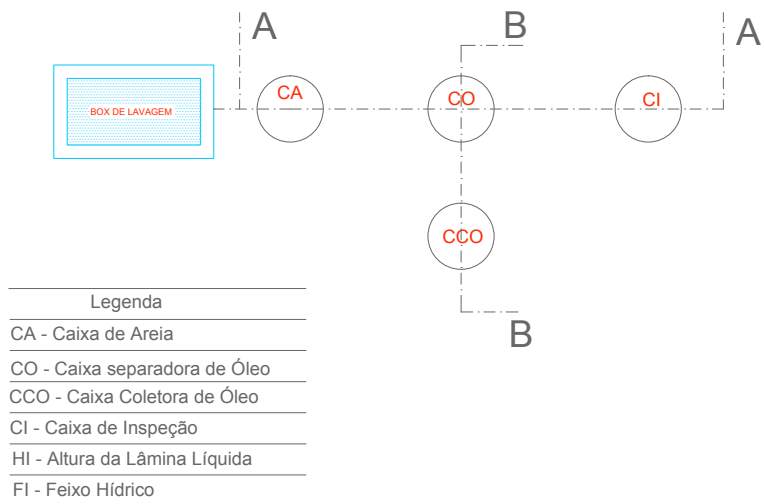 A
B
A
BOX DE LAVAGEM
CA
CO
CI
CCO
B
Legenda
CA - Caixa de Areia
CO - Caixa separadora de Óleo
CCO - Caixa Coletora de Óleo
CI - Caixa de Inspeção
HI - Altura da Lâmina Líquida
FI - Feixo Hídrico